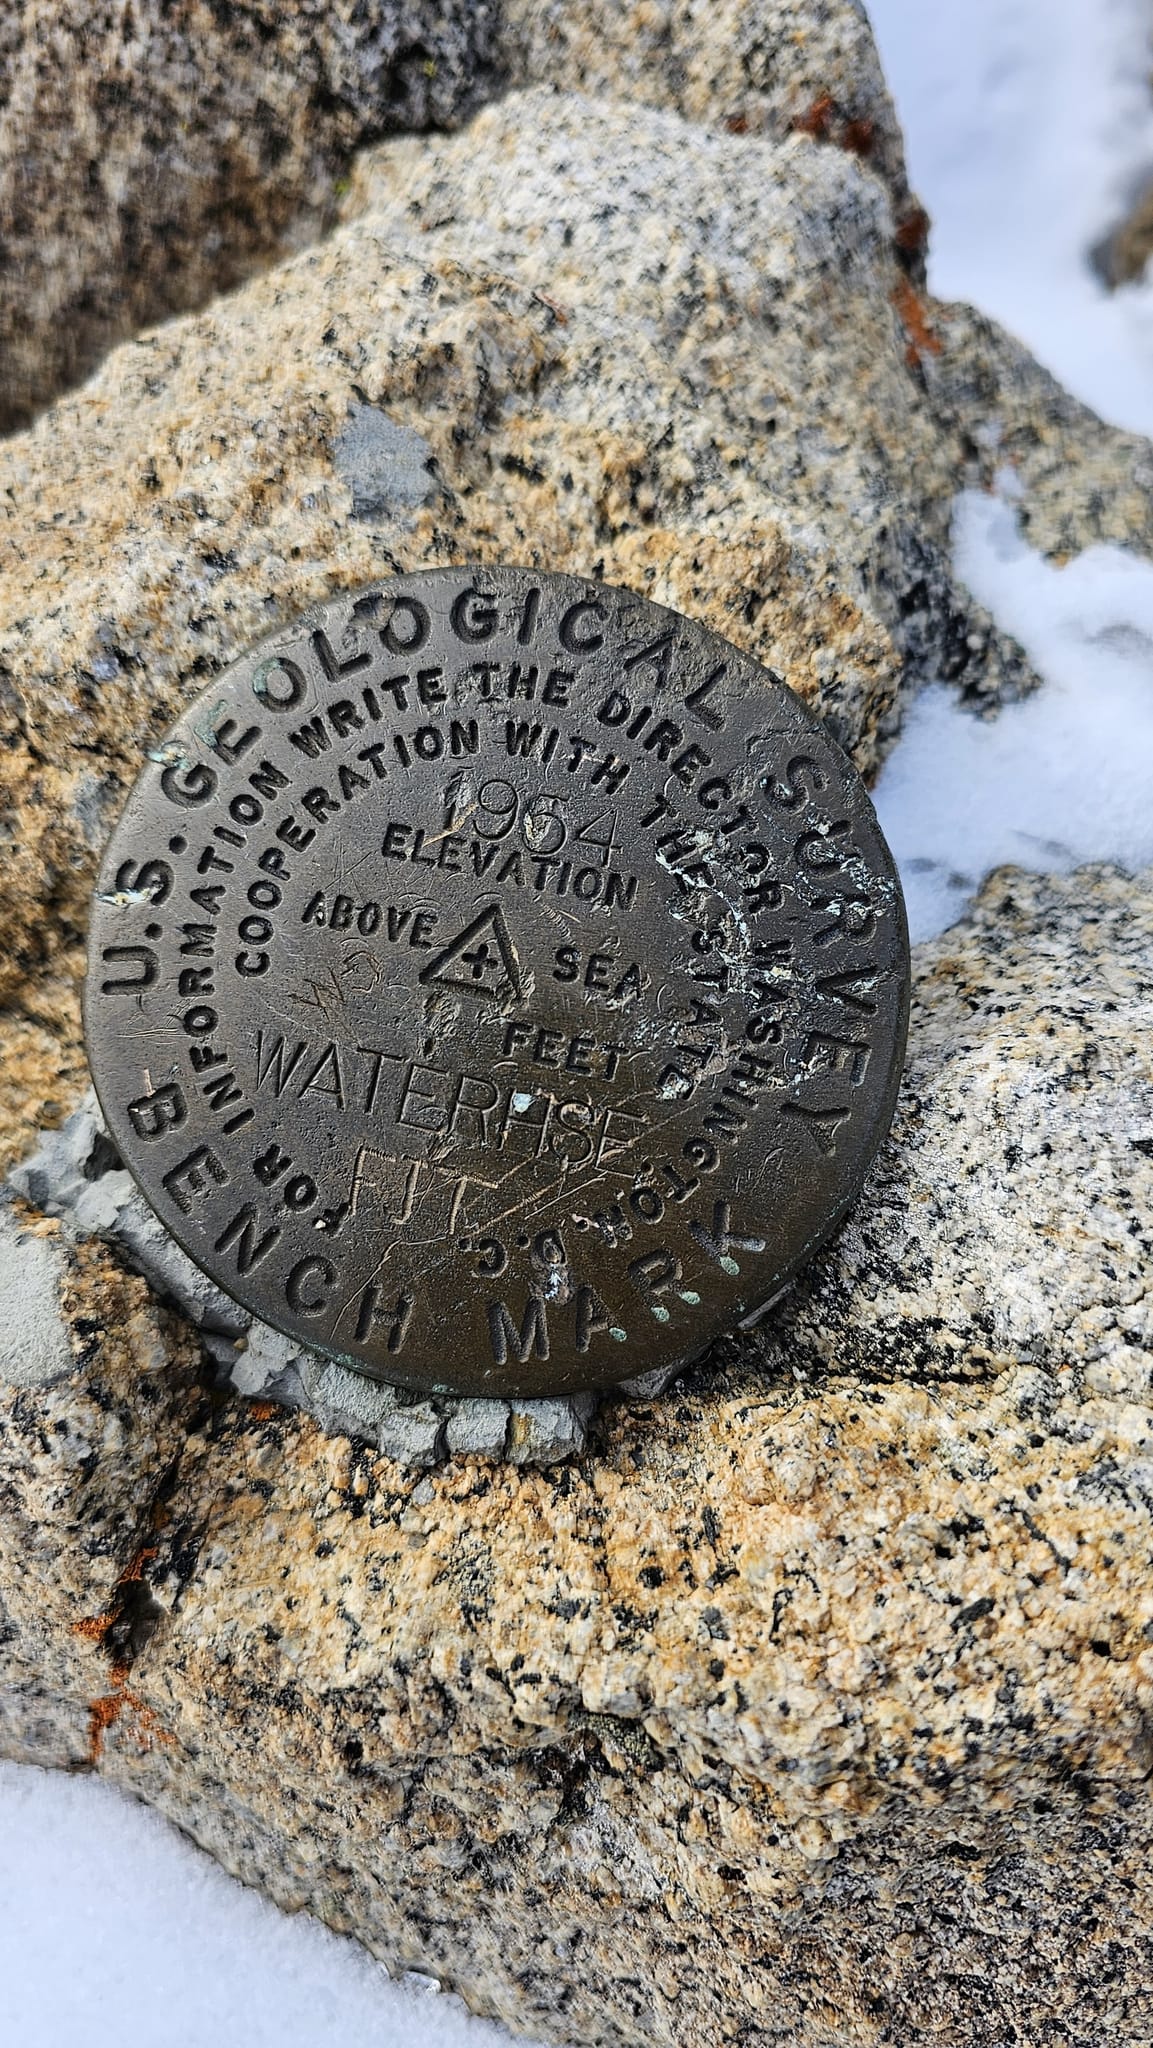 U.S. GEOLOGICAL SURVEY
FOR INFORMATION WRITE THE DIRECTOR WASHINGTON, D.C.
COOPERATION WITH THE STATE
1954
ELEVATION
ABOVE SEA
FEET
WATERHSE
BENCH MARK